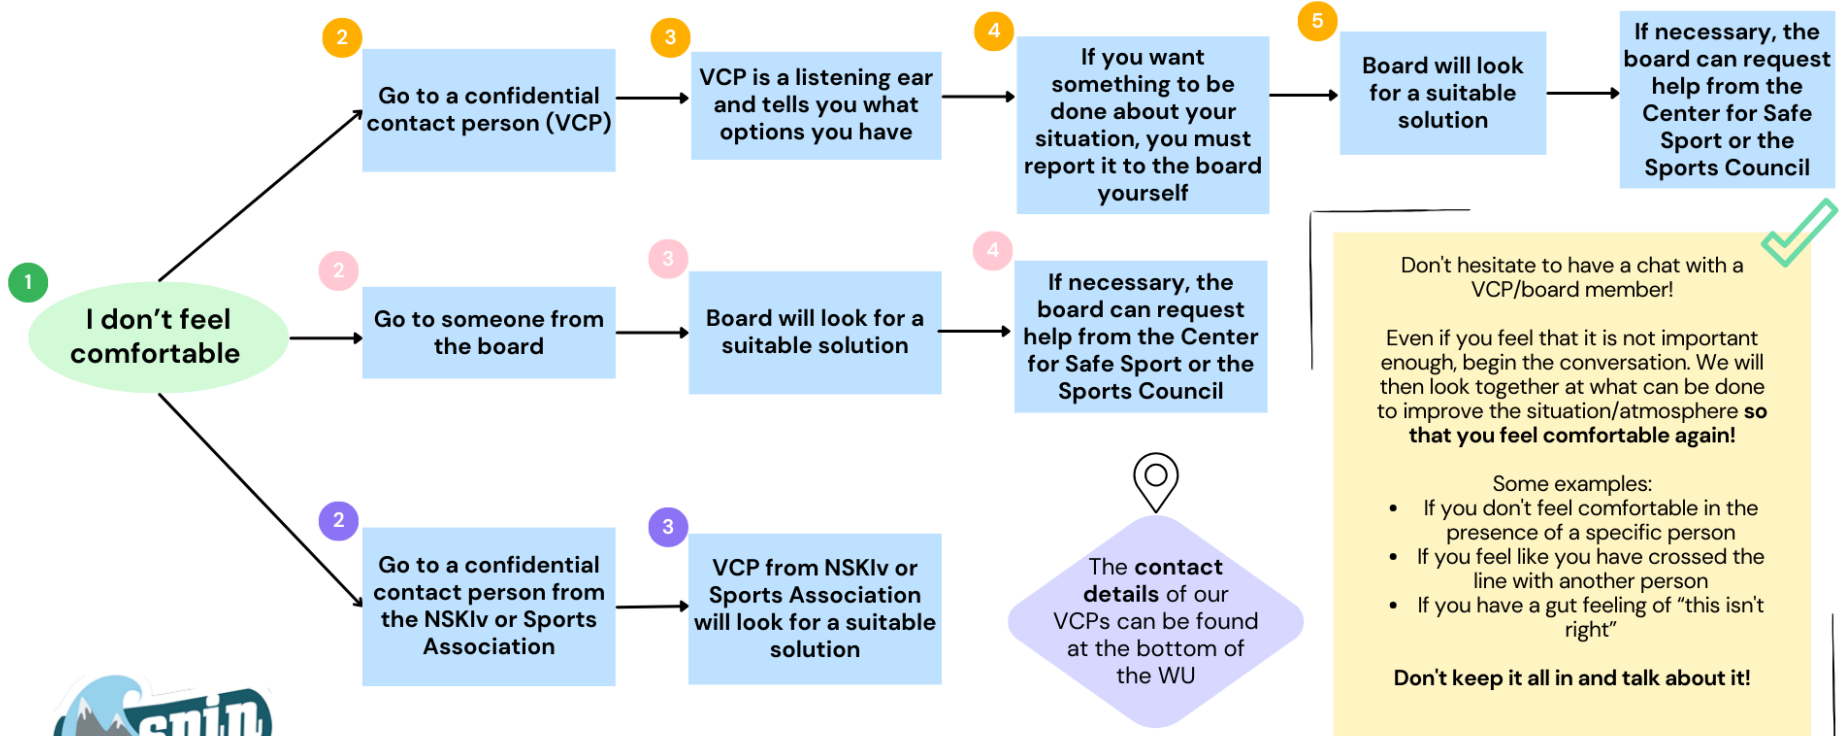 2
Go to a confidential
contact person (VCP)
3
VCP is a listening ear
and tells you what
options you have
4
If you want
something to be
done about your
situation, you must
report it to the board
yourself
5
Board will look
for a suitable
solution
If necessary, the
board can request
help from the
Center for Safe
Sport or the
Sports Council
1
I don’t feel
comfortable
2
Go to someone from
the board
3
Board will look for a
suitable solution
4
If necessary, the
board can request
help from the Center
for Safe Sport or the
Sports Council
2
Go to a confidential
contact person from
the NSKIv or Sports
Association
3
VCP from NSKIv or
Sports Association
will look for a suitable
solution
The contact
details of our
VCPs can be found
at the bottom of
the WU
Don't hesitate to have a chat with a
VCP/board member!
Even if you feel that it is not important
enough, begin the conversation. We will
then look together at what can be done
to improve the situation/atmosphere so
that you feel comfortable again!
Some examples:
• If you don't feel comfortable in the
presence of a specific person
• If you feel like you have crossed the
line with another person
• If you have a gut feeling of “this isn't
right”
Don't keep it all in and talk about it!
spin